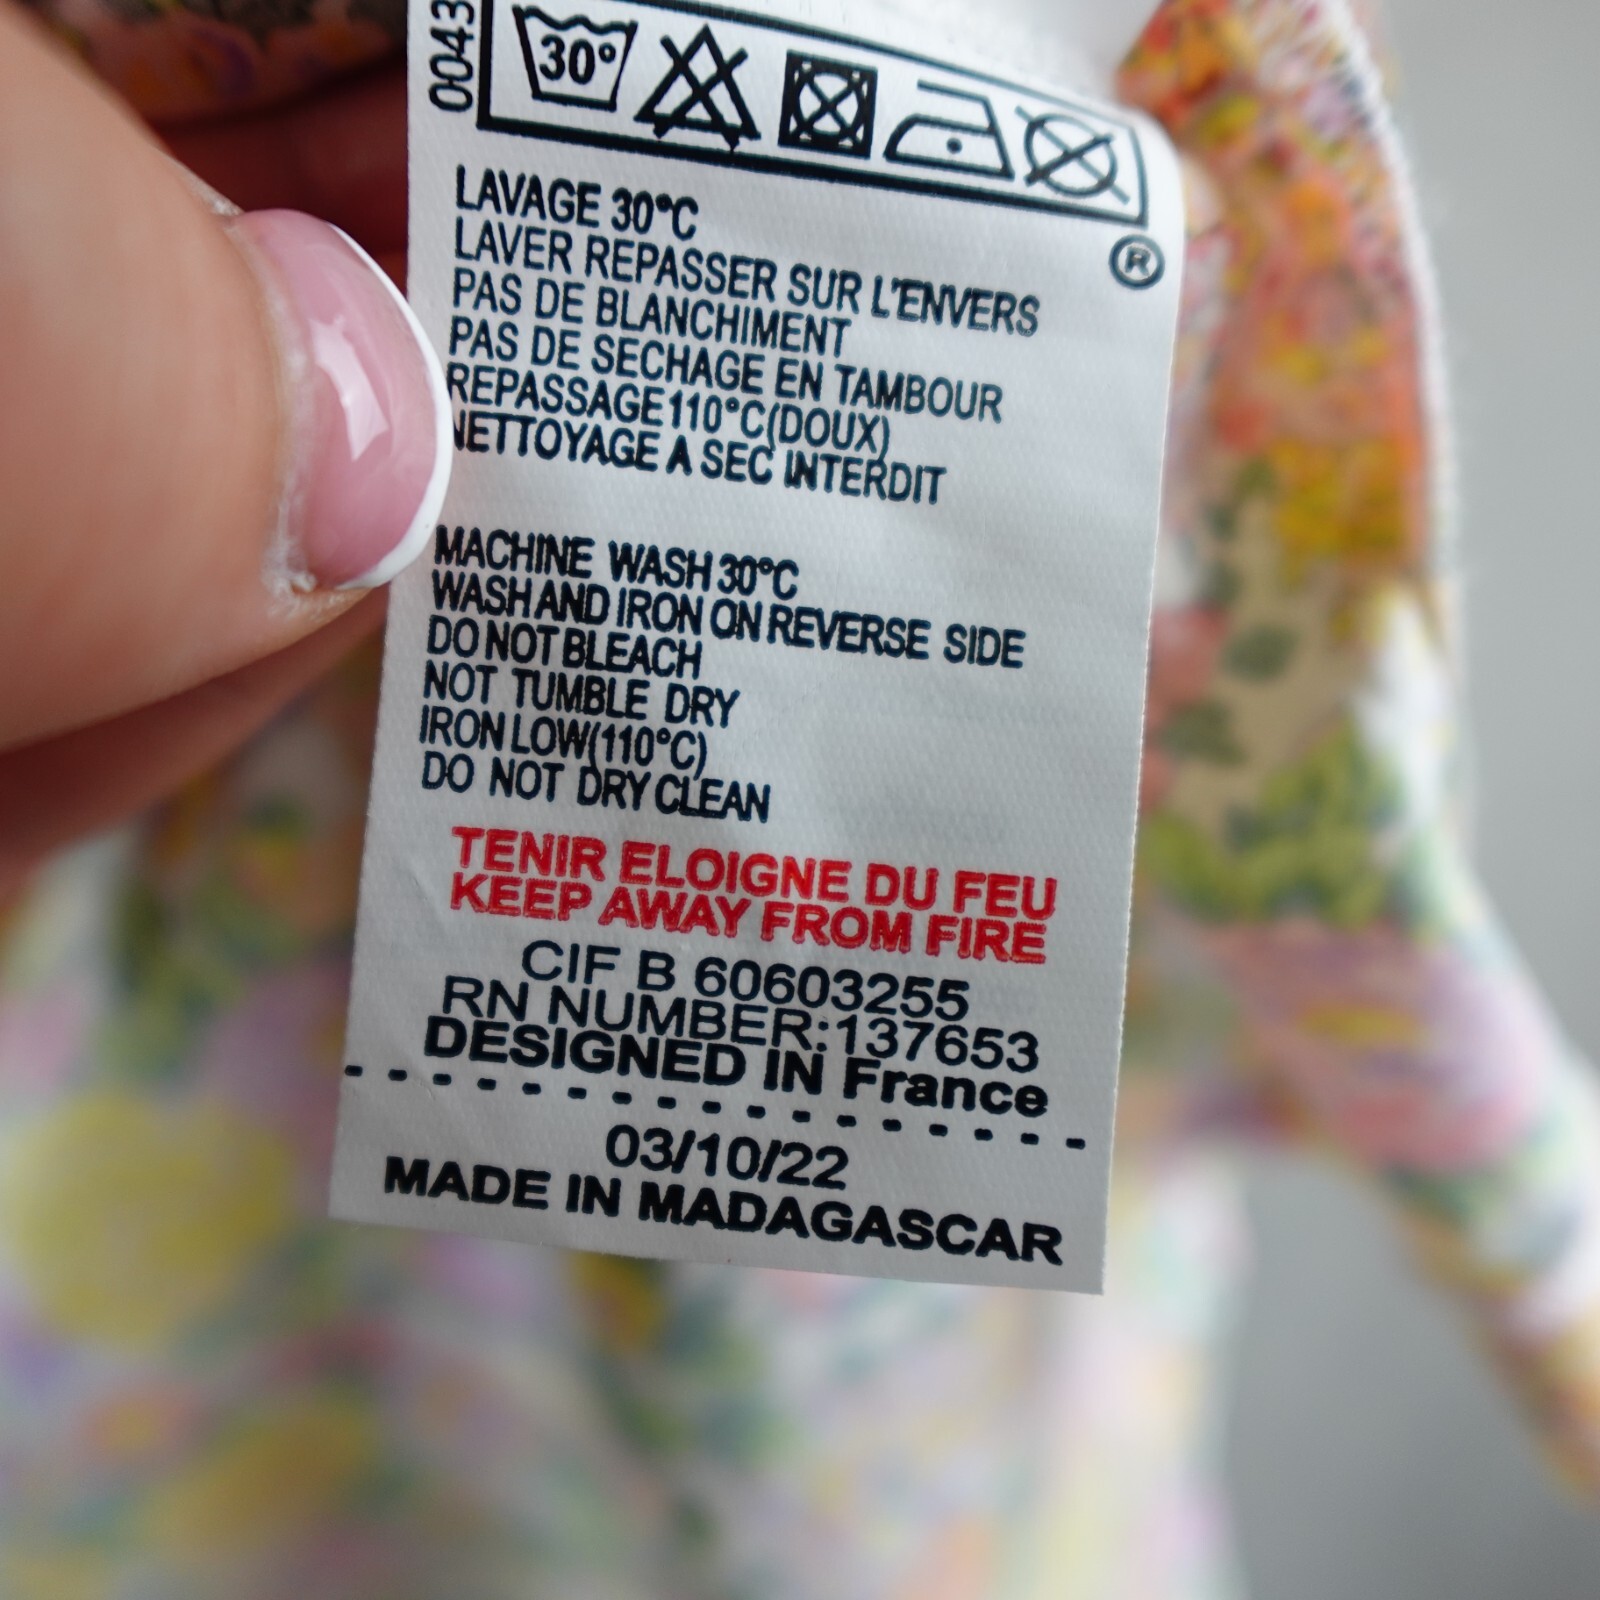 0043
30°
LAVAGE 30°C
LAVER REPASSER SUR L'ENVERS
PAS DE BLANCHIMENT
PAS DE SECHAGE EN TAMBOUR
REPASSAGE 110°C(DOUX)
NETTOYAGE A SEC INTERDIT
®
MACHINE WASH 30°C
WASH AND IRON ON REVERSE SIDE
DO NOT BLEACH
NOT TUMBLE DRY
IRON LOW(110°C)
DO NOT DRY CLEAN
TENIR ELOIGNE DU FEU
KEEP AWAY FROM FIRE
CIF B 60603255
RN NUMBER:137653
DESIGNED IN France
03/10/22
MADE IN MADAGASCAR